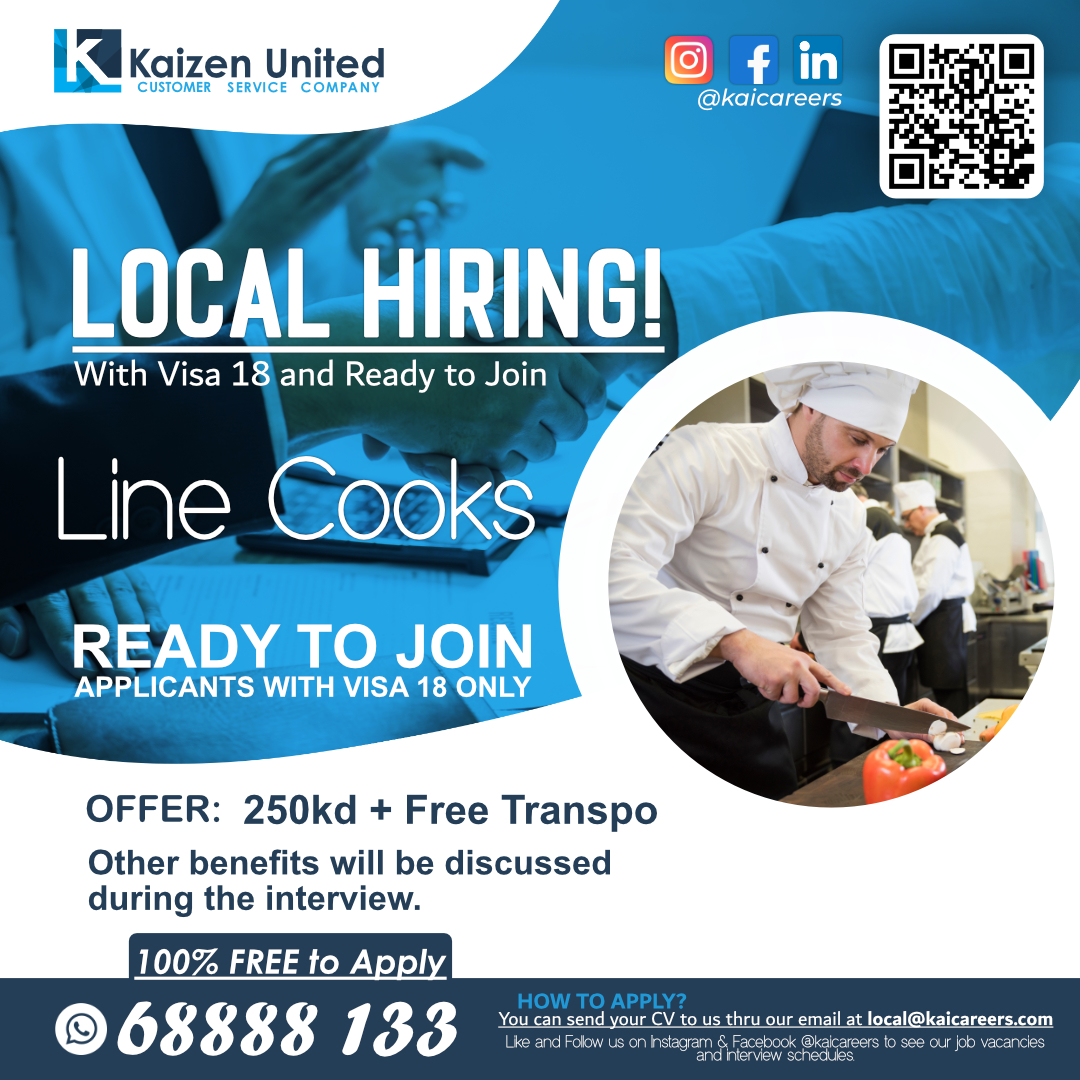 K Kaizen United
CUSTOMER SERVICE COMPANY
@kaicareers
LOCAL HIRING!
With Visa 18 and Ready to Join
Line Cooks
READY TO JOIN
APPLICANTS WITH VISA 18 ONLY
OFFER: 250kd + Free Transpo
Other benefits will be discussed
during the interview.
100% FREE to Apply
68888 133
HOW TO APPLY?
You can send your CV to us thru our email at local@kaicareers.com
Like and Follow us on Instagram & Facebook @kaicareers to see our job vacancies
and interview schedules.